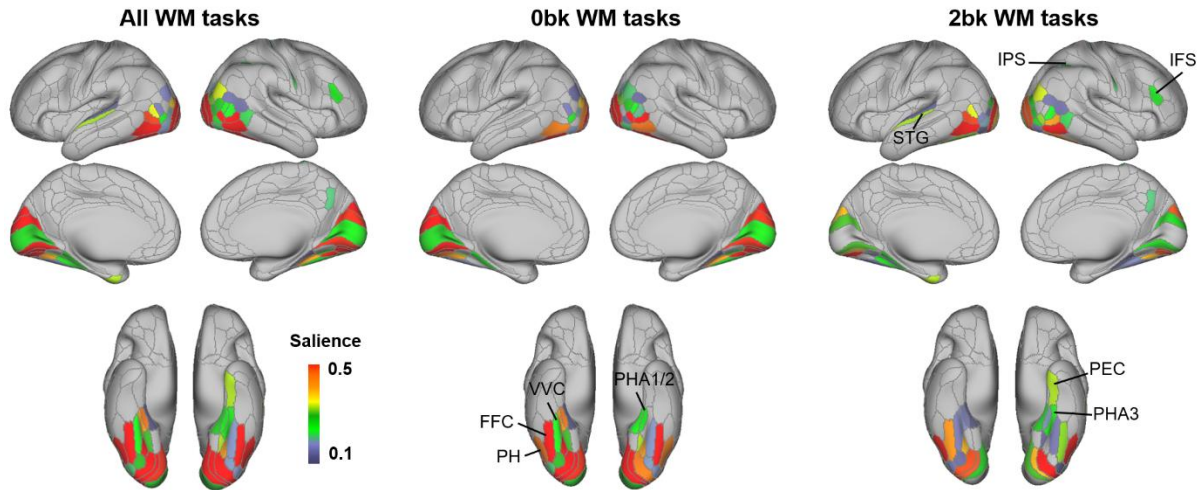 All WM tasks
0bk WM tasks
2bk WM tasks
IPS
IFS
STG
Salience
0.5
0.1
VVC
PHA1/2
FFC
PH
PEC
PHA3